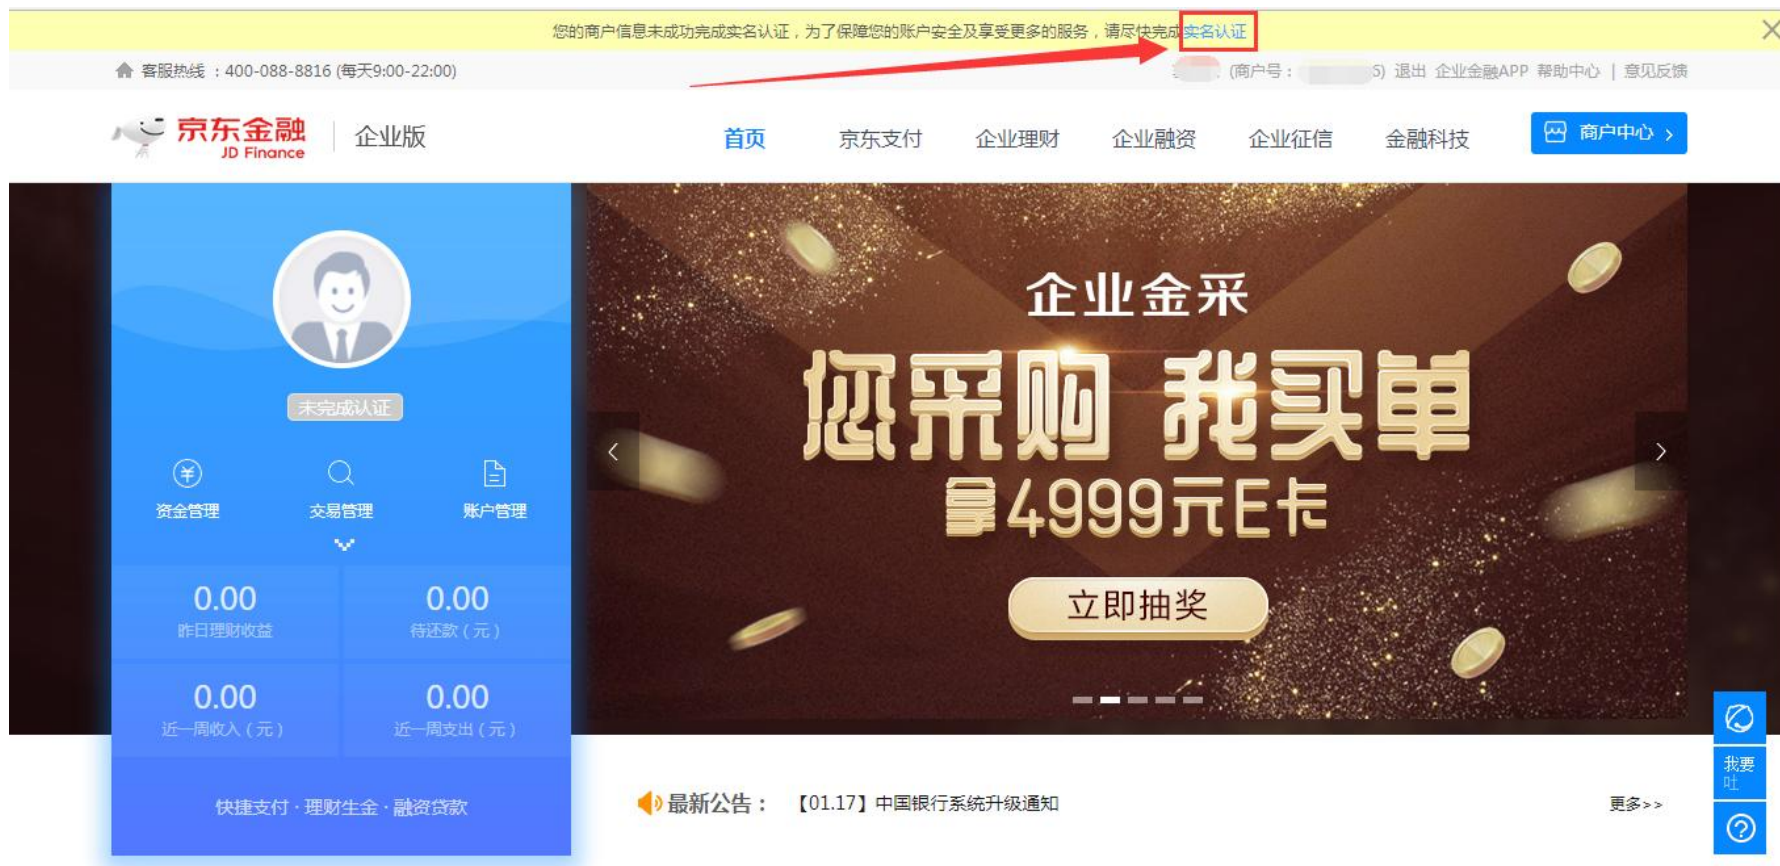 您的商户信息未成功完成实名认证，为了保障您的账户安全及享受更多的服务，请尽快完成实名认证
客服热线：400-088-8816 (每天9:00-22:00)
(商户号：
5) 退出 企业金融APP 帮助中心 | 意见反馈
京东金融
JD Finance
企业版
首页 京东支付 企业理财 企业融资 企业征信 金融科技 商户中心 >
企业金采
您采购 我买单
拿4999元E卡
立即抽奖
未完成认证
资金管理 交易管理 账户管理
0.00 0.00
昨日理财收益 待还款（元）
0.00 0.00
近一周收入（元） 近一周支出（元）
快捷支付·理财生金·融资贷款
最新公告： 【01.17】中国银行系统升级通知 更多>>
我要
吐